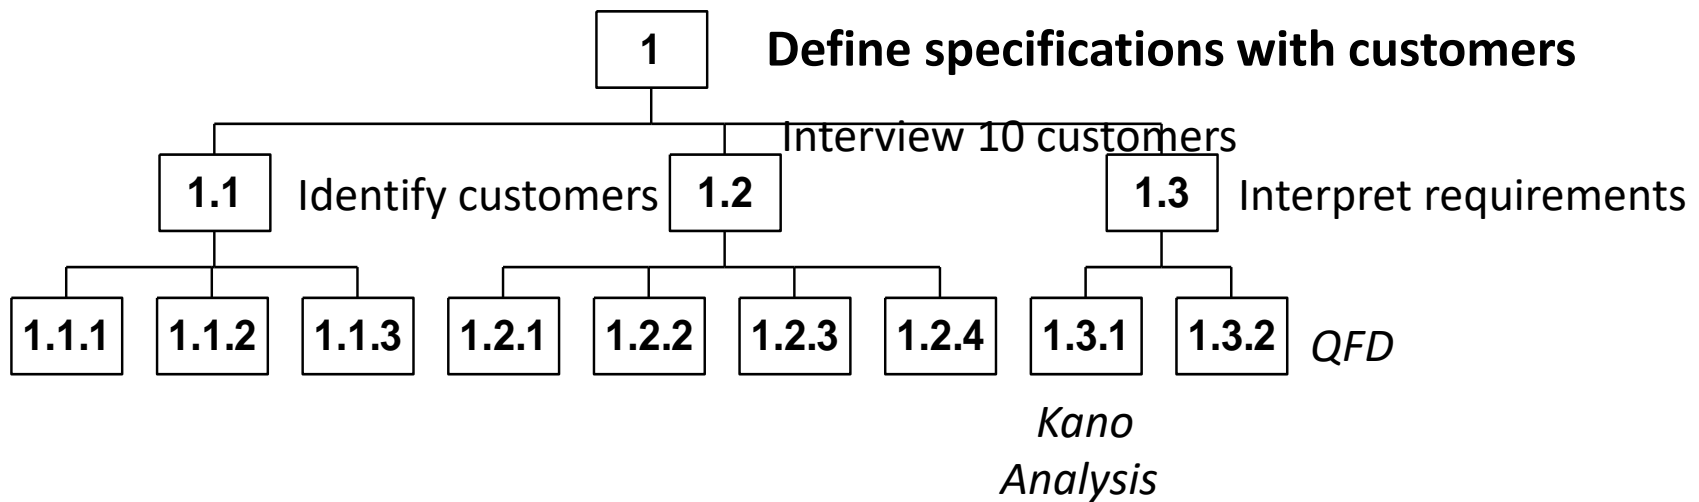 1 Define specifications with customers
Interview 10 customers
1.1 Identify customers 1.2 1.3 Interpret requirements
1.1.1 1.1.2 1.1.3 1.2.1 1.2.2 1.2.3 1.2.4 1.3.1 1.3.2 QFD
Kano
Analysis